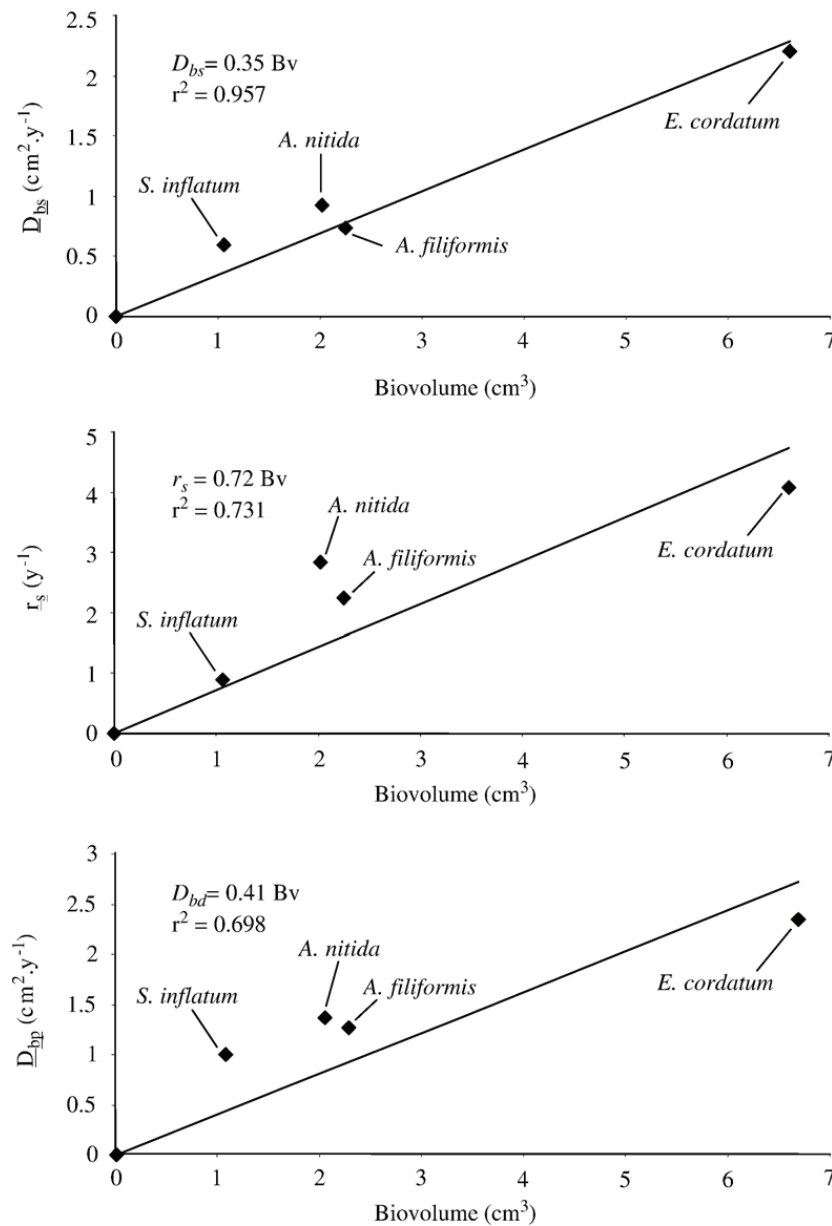 2.5
D_bs = 0.35 Bv
r² = 0.957
2
E. cordatum
A. nitida
1.5
S. inflatum
1
A. filiformis
0.5
0
D_bs (cm².y⁻¹)
0 1 2 3 4 5 6 7
Biovolume (cm³)
5
r_s = 0.72 Bv
r² = 0.731
4
A. nitida
E. cordatum
3
A. filiformis
2
S. inflatum
1
0
r_s (y⁻¹)
0 1 2 3 4 5 6 7
Biovolume (cm³)
3
D_bd = 0.41 Bv
r² = 0.698
2.5
A. nitida
2
S. inflatum
A. filiformis
E. cordatum
1.5
1
0.5
0
D_bp (cm².y⁻¹)
0 1 2 3 4 5 6 7
Biovolume (cm³)